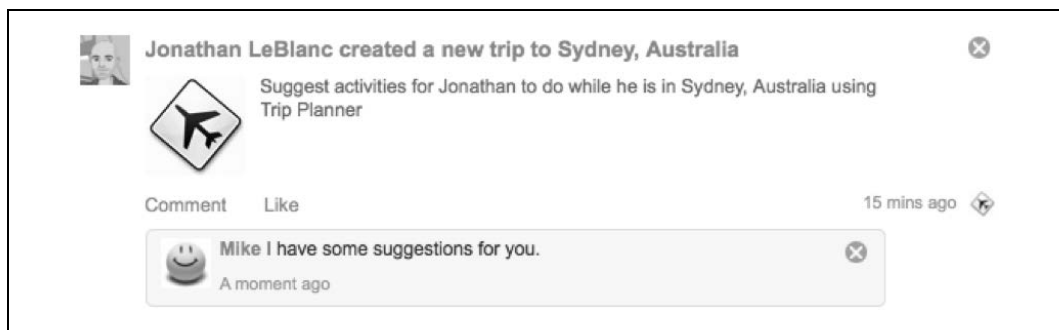 Jonathan LeBlanc created a new trip to Sydney, Australia
Suggest activities for Jonathan to do while he is in Sydney, Australia using
Trip Planner
Comment Like 15 mins ago
Mike I have some suggestions for you.
A moment ago